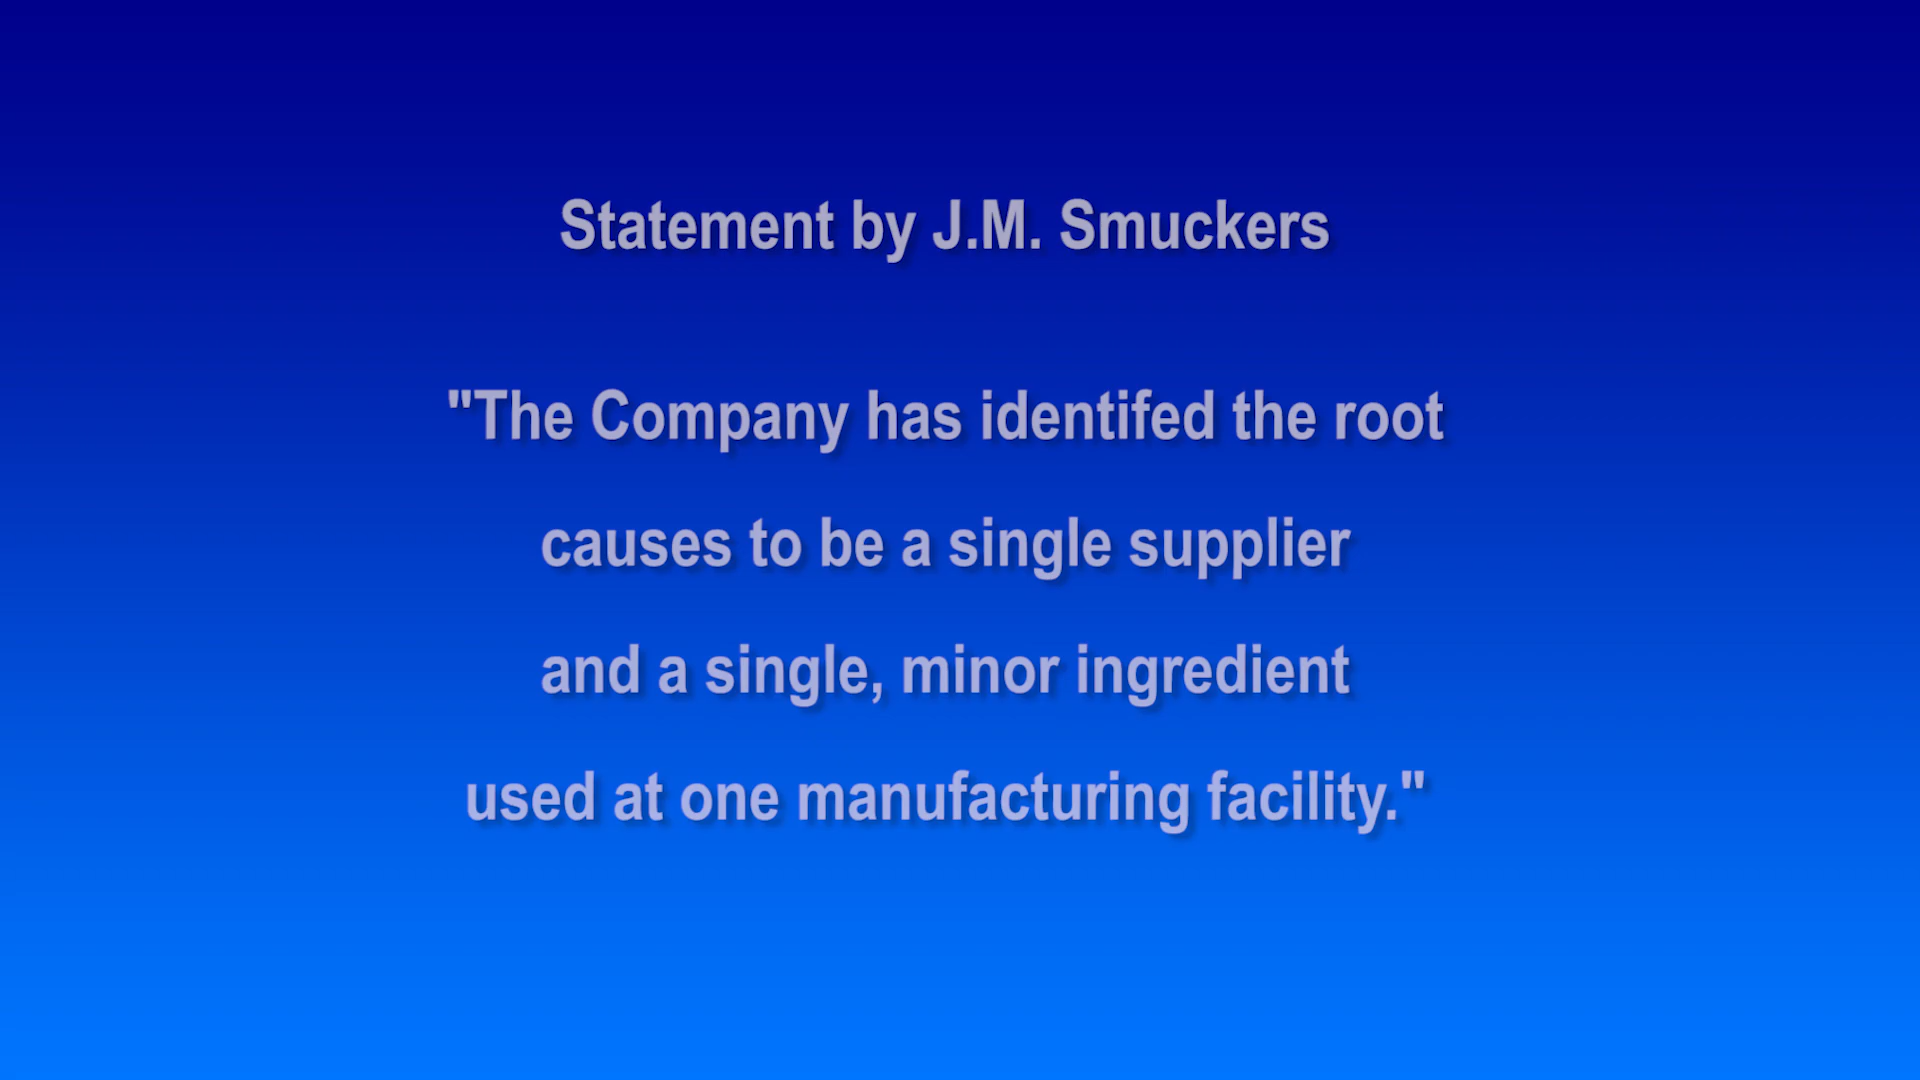 Statement by J.M. Smuckers
"The Company has identifed the root
causes to be a single supplier
and a single, minor ingredient
used at one manufacturing facility."